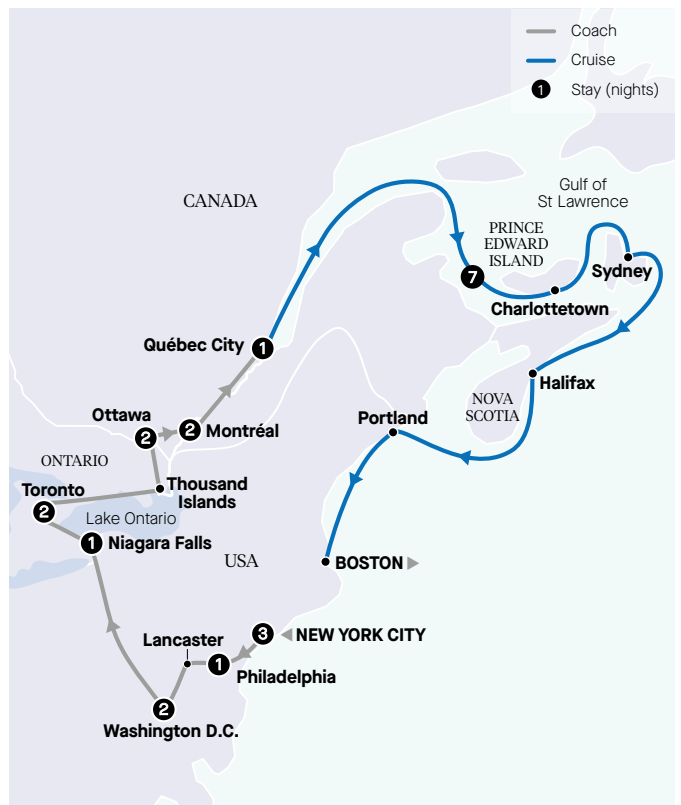 Coach
Cruise
1 Stay (nights)
CANADA
Gulf of
St Lawrence
PRINCE
EDWARD
ISLAND
Sydney
7
Charlottetown
Québec City 1
Halifax
NOVA
SCOTIA
Ottawa
2
2 Montréal
Portland
ONTARIO
Thousand
Islands
Toronto
2
Lake Ontario
1 Niagara Falls
USA
BOSTON
3 NEW YORK CITY
Lancaster
1
Philadelphia
2
Washington D.C.